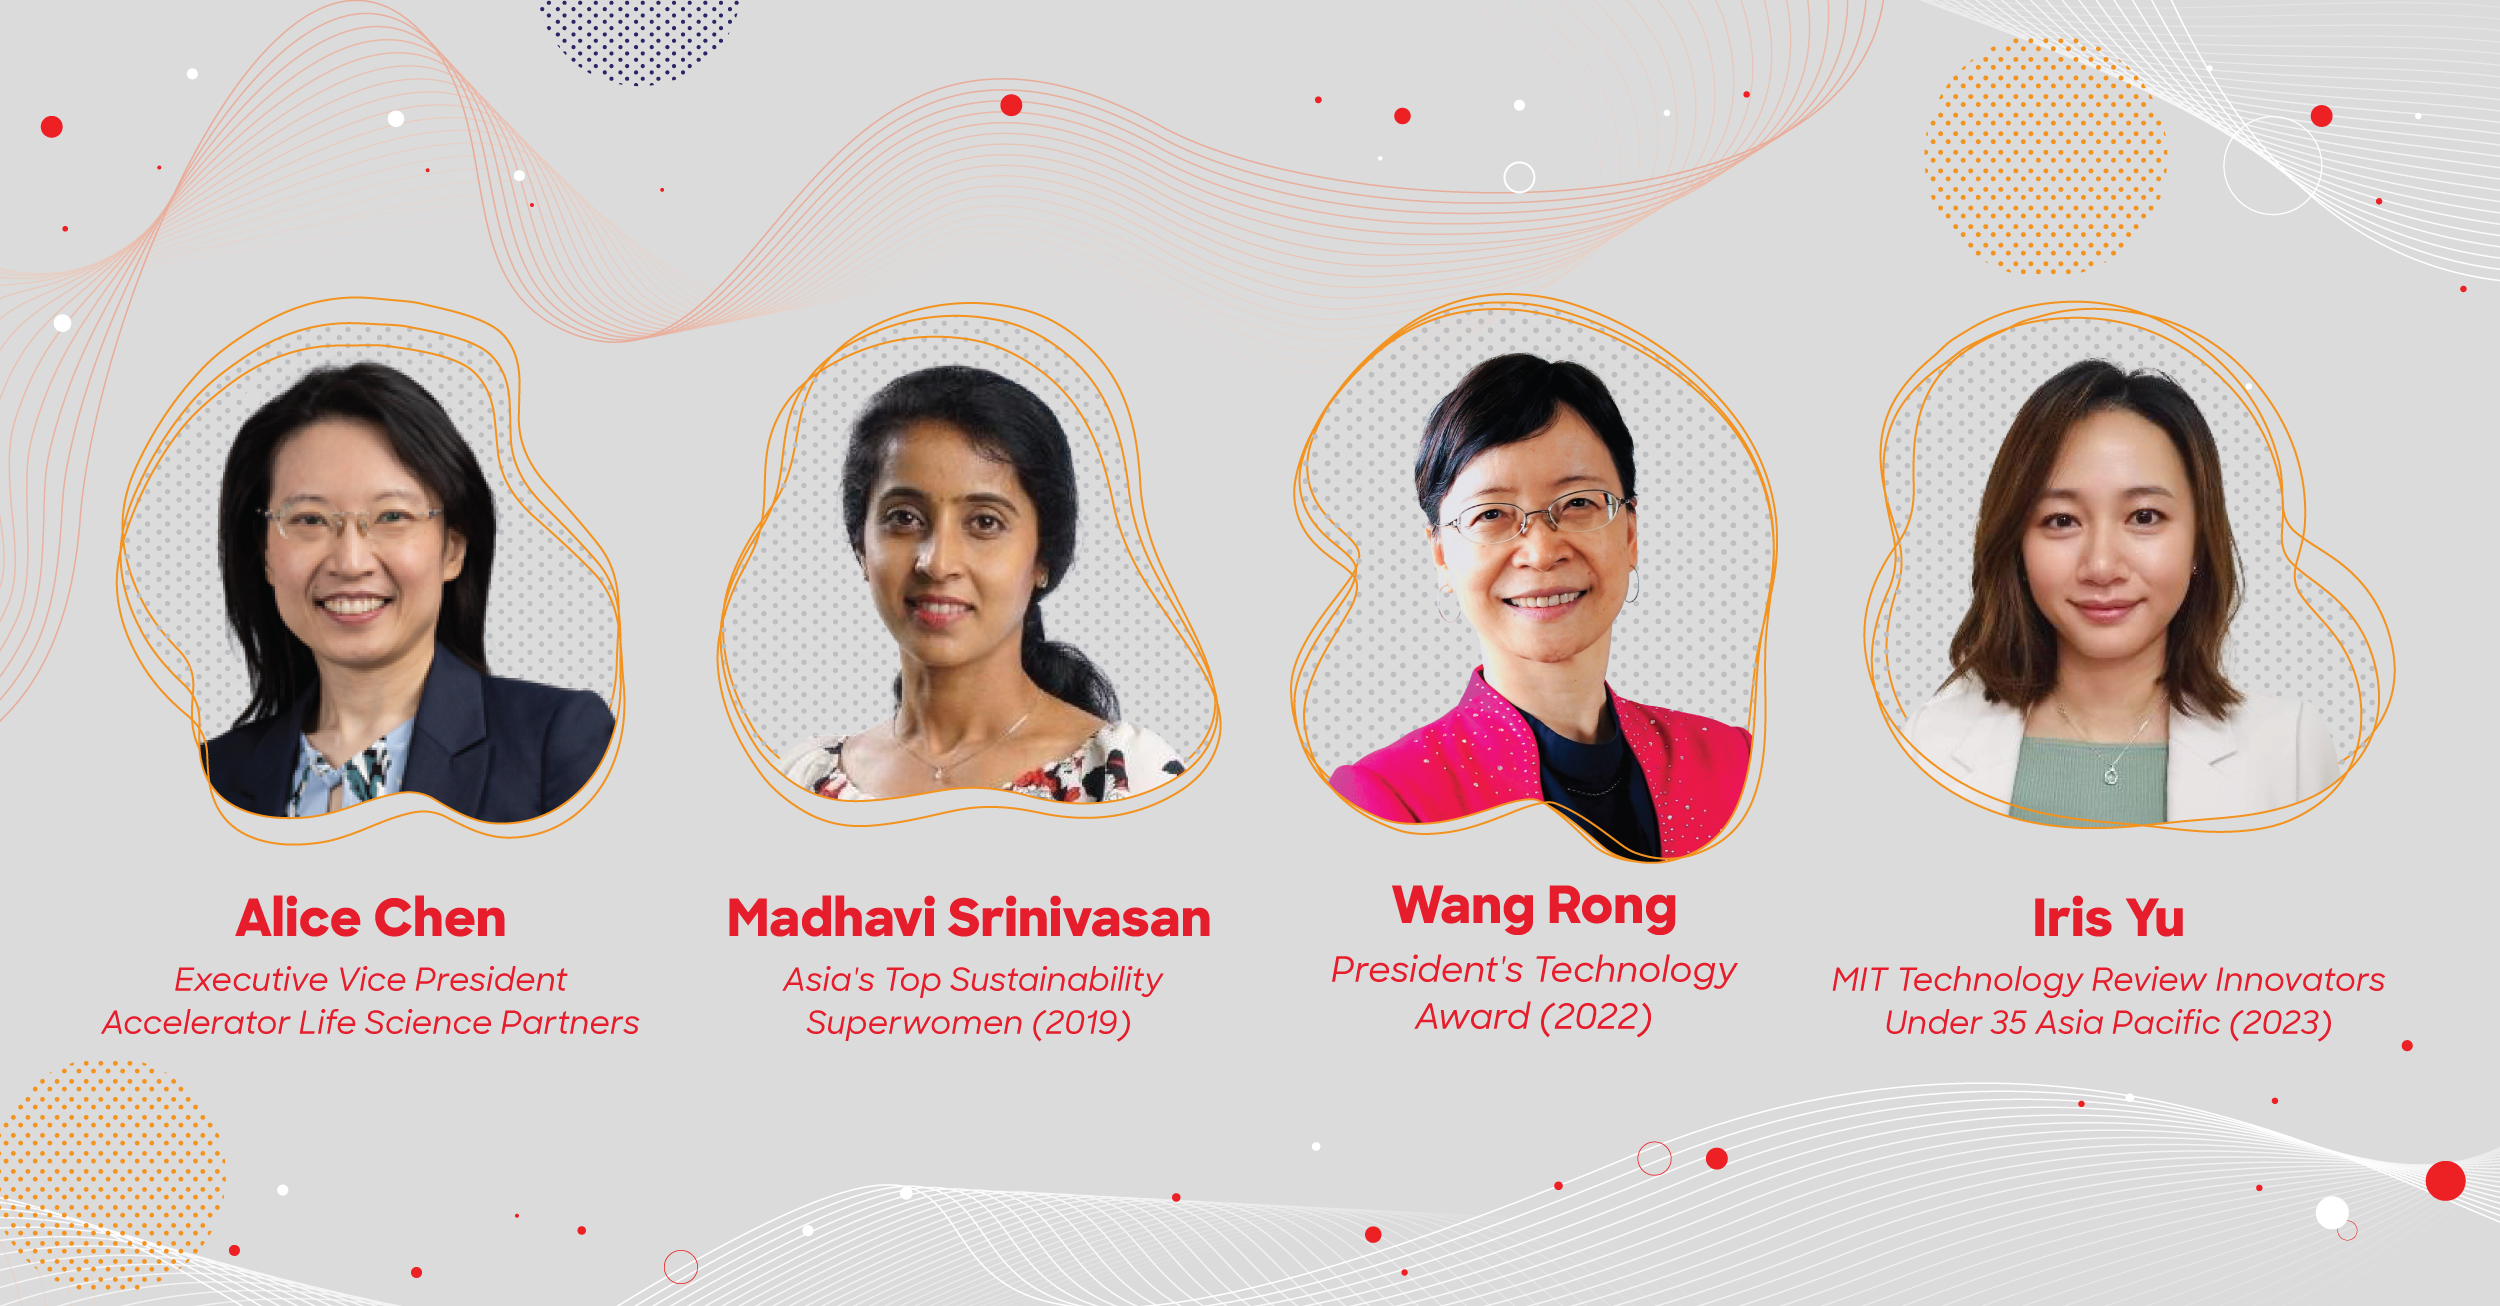 Alice Chen
Executive Vice President
Accelerator Life Science Partners
Madhavi Srinivasan
Asia's Top Sustainability
Superwomen (2019)
Wang Rong
President's Technology
Award (2022)
Iris Yu
MIT Technology Review Innovators
Under 35 Asia Pacific (2023)